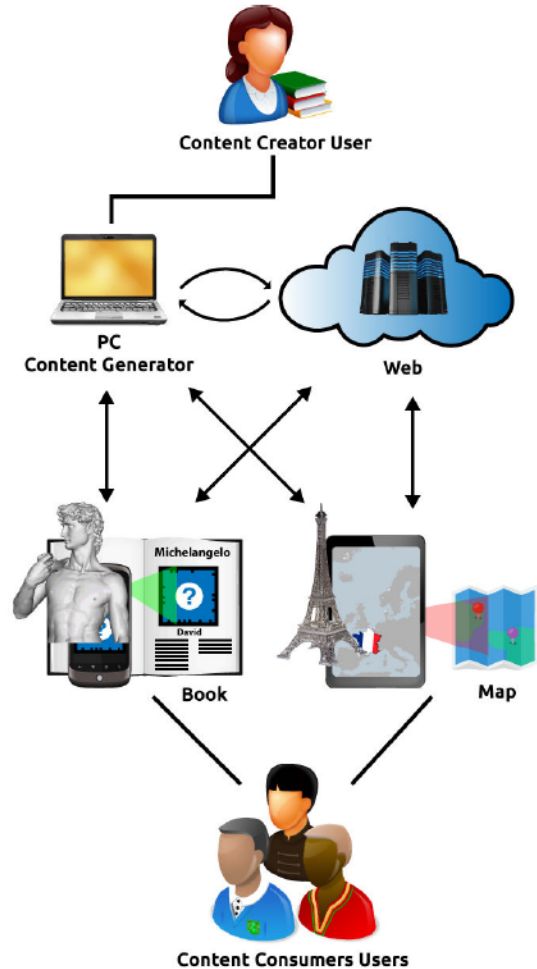 Content Creator User
PC
Content Generator
Web
Michelangelo
?
David
Book
Map
Content Consumers Users